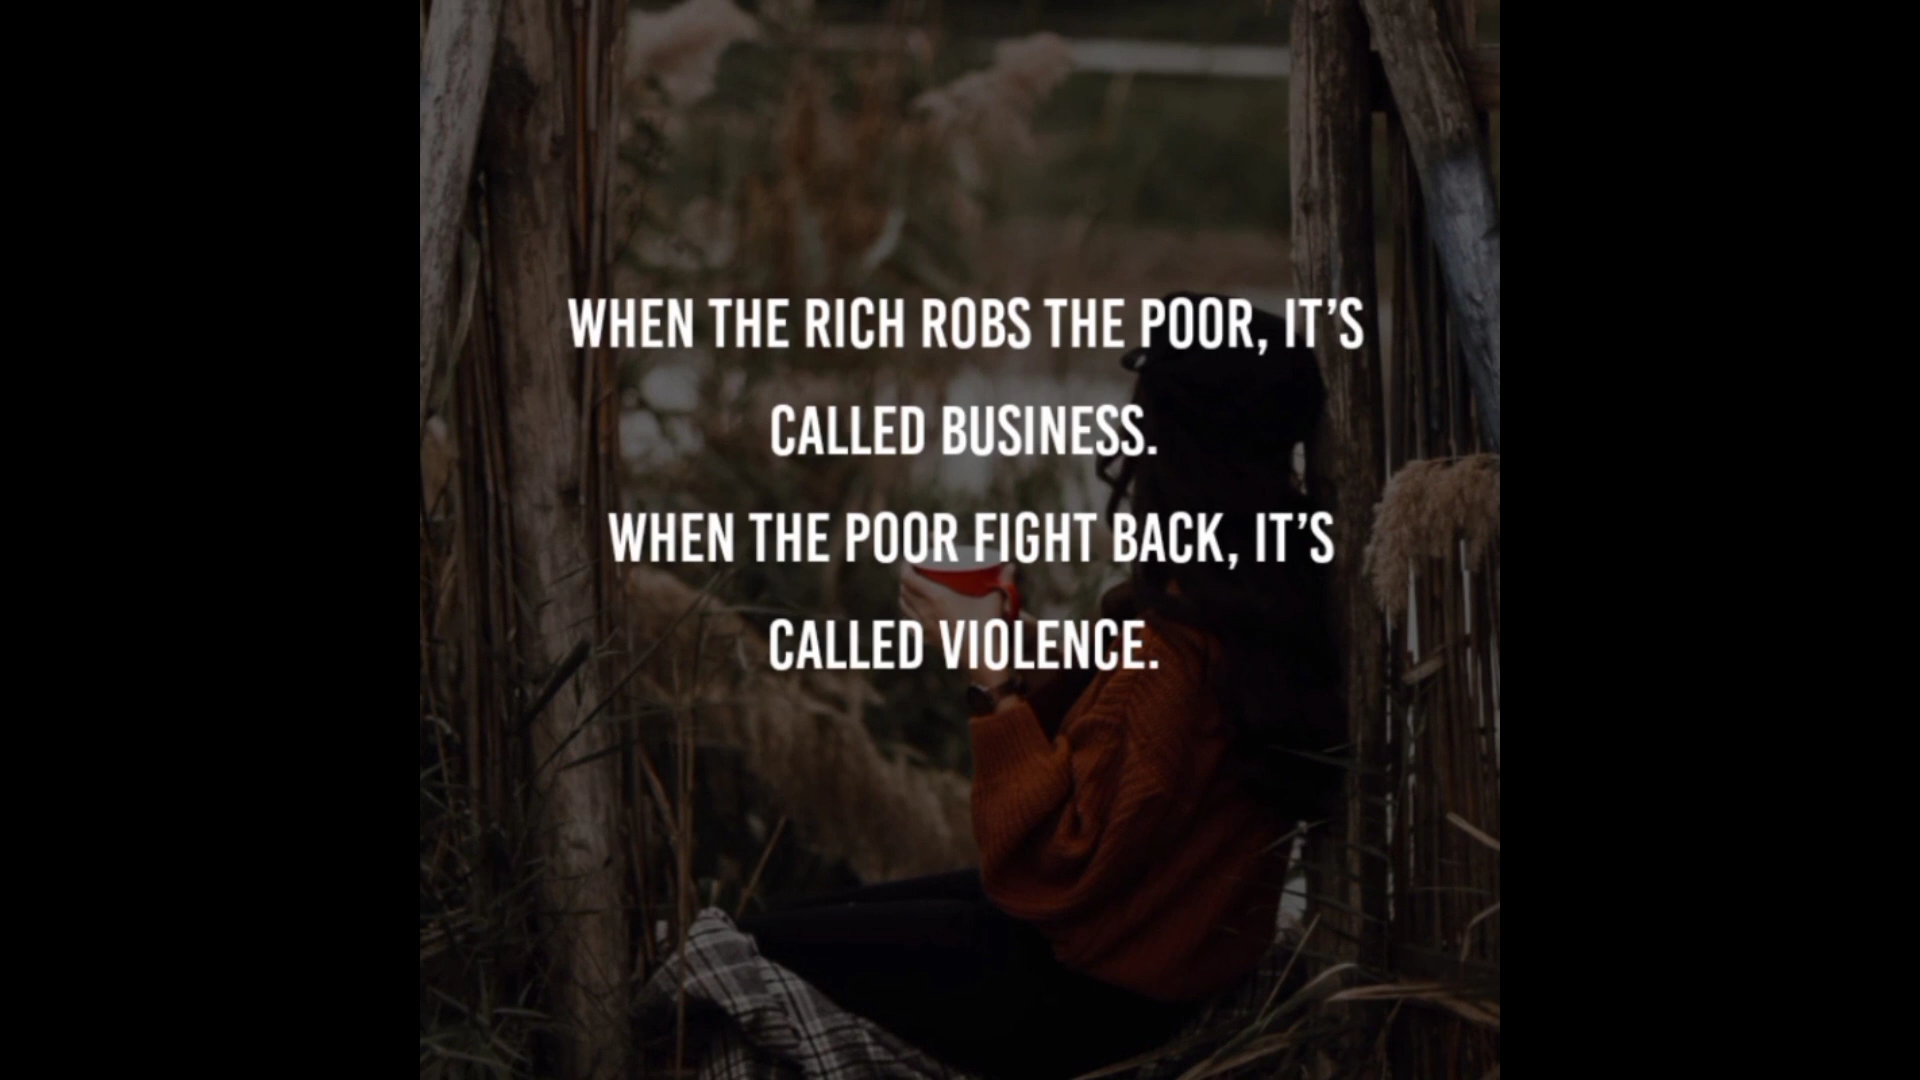 WHEN THE RICH ROBS THE POOR, IT’S
CALLED BUSINESS.
WHEN THE POOR FIGHT BACK, IT’S
CALLED VIOLENCE.